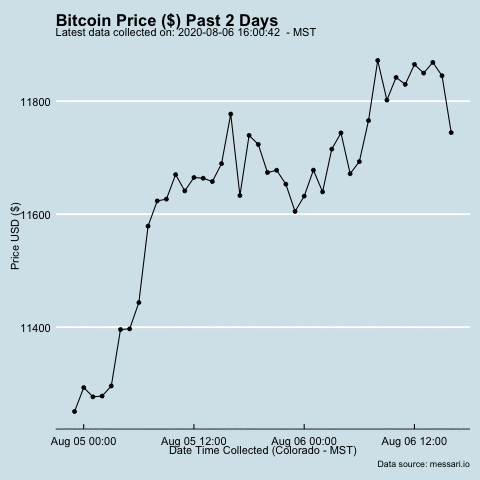 Bitcoin Price ($) Past 2 Days
Latest data collected on: 2020-08-06 16:00:42  - MST
11800
11600
11400
Price USD ($)
Aug 05 00:00 Aug 05 12:00 Aug 06 00:00 Aug 06 12:00
Date Time Collected (Colorado - MST)
Data source: messari.io